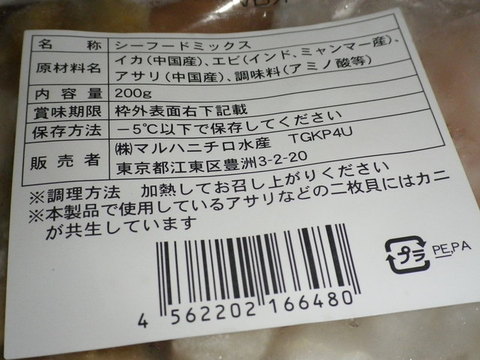 名称 シーフードミックス
原材料名 イカ(中国産)、エビ(インド、ミャンマー産)、
アサリ(中国産)、調味料(アミノ酸等)
内容量 200g
賞味期限 枠外表面右下記載
保存方法 −5℃以下で保存してください
販売者 ㈱マルハニチロ水産 TGKP4U
東京都江東区豊洲3-2-20
※調理方法 加熱してお召し上がりください
※本製品で使用しているアサリなどの二枚貝にはカニ
が共生しています
プラ PE,PA
4 562202 166480